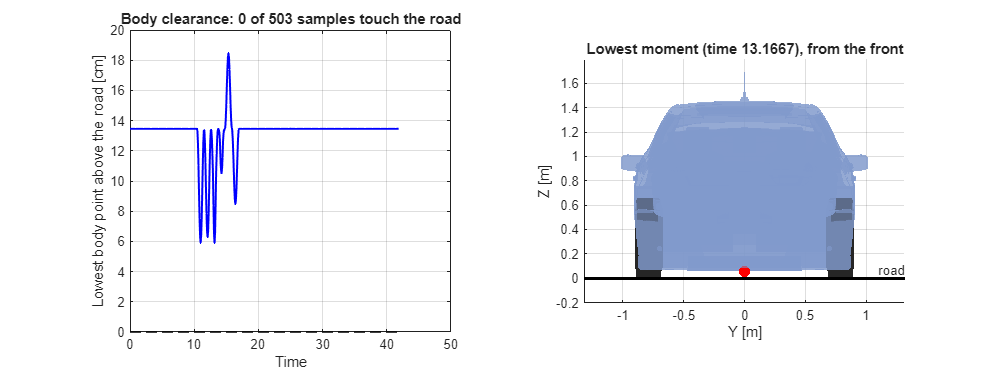 Body clearance: 0 of 503 samples touch the road
Lowest body point above the road [cm]
20
18
16
14
12
10
8
6
4
2
0
0 10 20 30 40 50
Time
Lowest moment (time 13.1667), from the front
Z [m]
1.6
1.4
1.2
1
0.8
0.6
0.4
0.2
0
-0.2
road
-1 -0.5 0 0.5 1
Y [m]